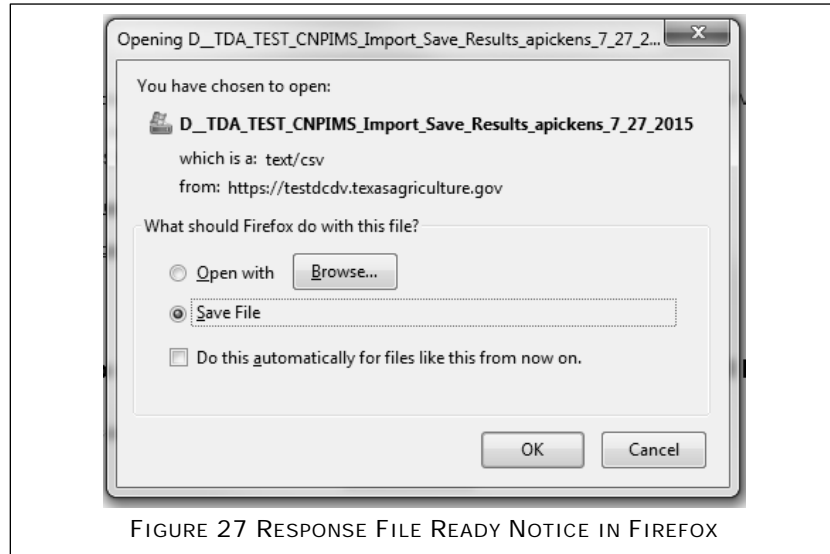 Opening D__TDA_TEST_CNPIMS_Import_Save_Results_apickens_7_27_2...
You have chosen to open:
D__TDA_TEST_CNPIMS_Import_Save_Results_apickens_7_27_2015
which is a: text/csv
from: https://testdcdv.texasagriculture.gov
What should Firefox do with this file?
Open with Browse...
Save File
Do this automatically for files like this from now on.
OK Cancel
FIGURE 27 RESPONSE FILE READY NOTICE IN FIREFOX